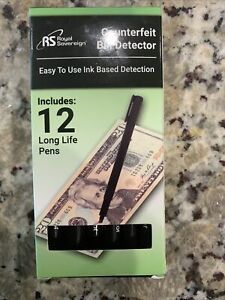 RS Royal
Sovereign
Counterfeit
Bill Detector
Easy To Use Ink Based Detection
Includes:
12
Long Life
Pens